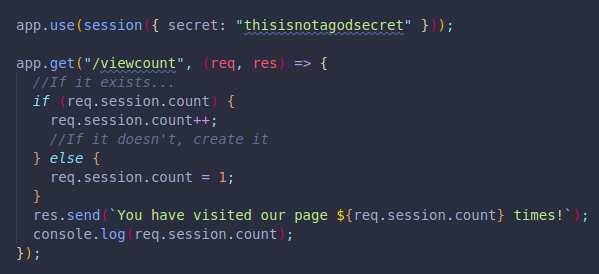 app.use(session({ secret: "thisisnotagodsecret" }));
app.get("/viewcount", (req, res) => {
//If it exists...
if (req.session.count) {
req.session.count++;
//If it doesn't, create it
} else {
req.session.count = 1;
}
res.send(`You have visited our page ${req.session.count} times!`);
console.log(req.session.count);
});